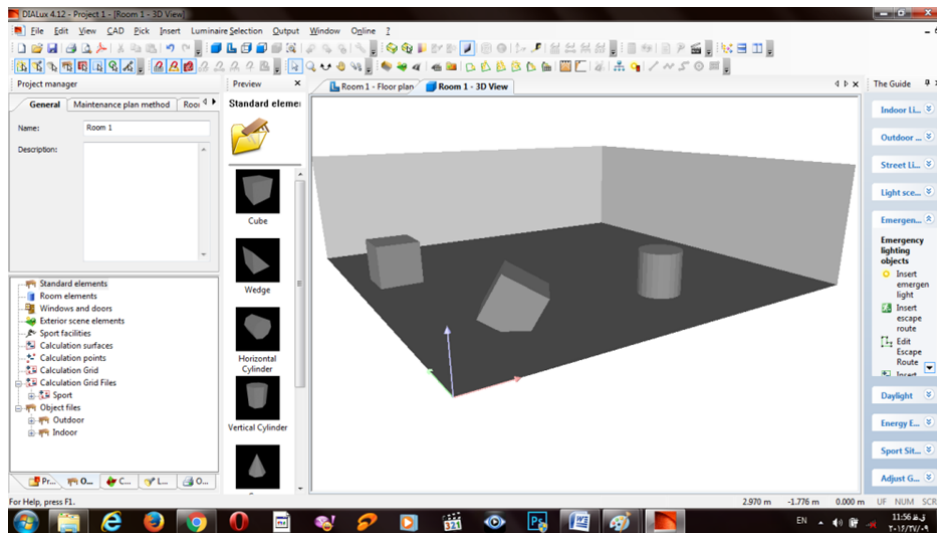 DIALux 4.12 - Project 1 - [Room 1 - 3D View]
File Edit View CAD Pick Insert Luminaire Selection Output Window Online ?
Project manager
General Maintenance plan method
Name: Room 1
Description:
Standard elements
Room elements
Windows and doors
Exterior scene elements
Sport facilities
Calculation surfaces
Calculation points
Calculation Grid
Calculation Grid Files
Sport
Object files
Outdoor
Indoor
Pr... O... C... L... O...
Preview
Standard elemei
Cube
Wedge
Horizontal
Cylinder
Vertical Cylinder
Room 1 - Floor plan Room 1 - 3D View
The Guide
Indoor Li...
Outdoor ...
Street Li...
Light sce...
Emergen...
Emergency
lighting
objects
Insert
emergen
light
Insert
escape
route
Edit
Escape
Route
Insert
Daylight
Energy E...
Sport Sit...
Adjust G...
For Help, press F1.
2.970 m -1.776 m 0.000 m UF NUM SCR
321
Ps
EN
11:56